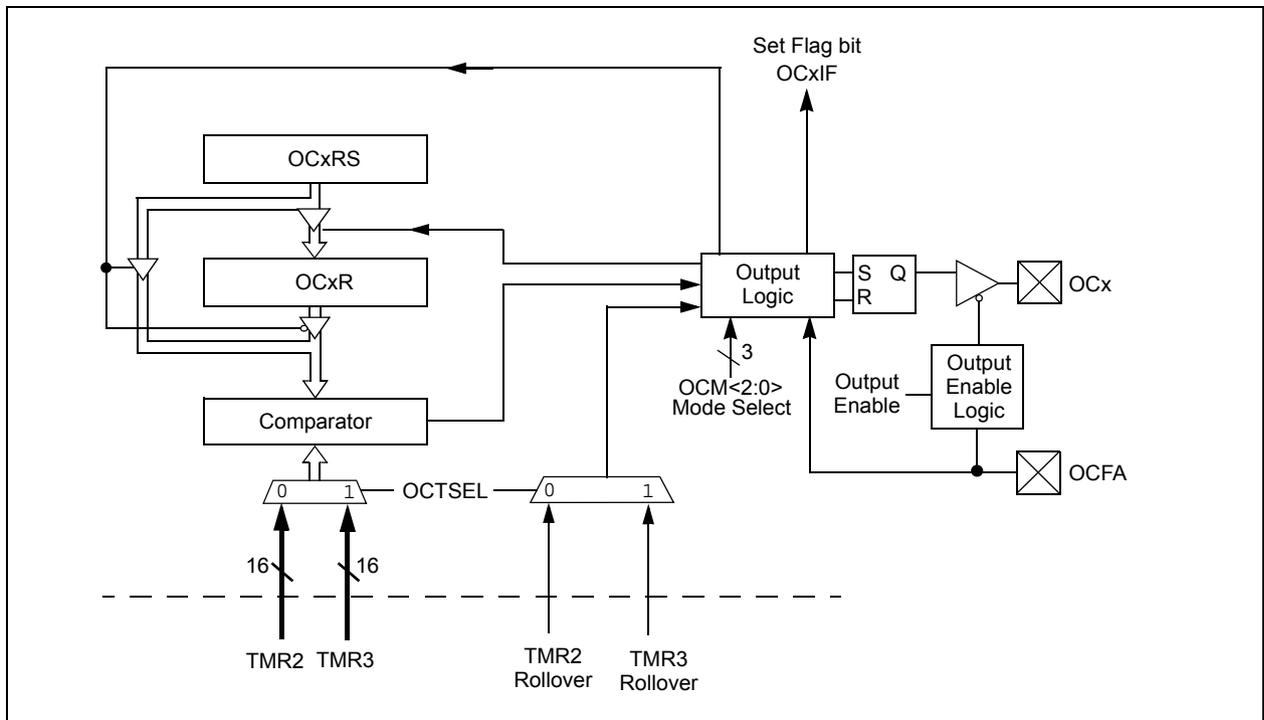 Set Flag bit
OCxIF
OCxRS
OCxR
Output
Logic
S Q
R
OCx
3
OCM<2:0>
Mode Select
Output
Enable
Output
Enable
Logic
Comparator
OCFA
0 1
OCTSEL
0 1
16
16
TMR2
TMR3
TMR2
Rollover
TMR3
Rollover